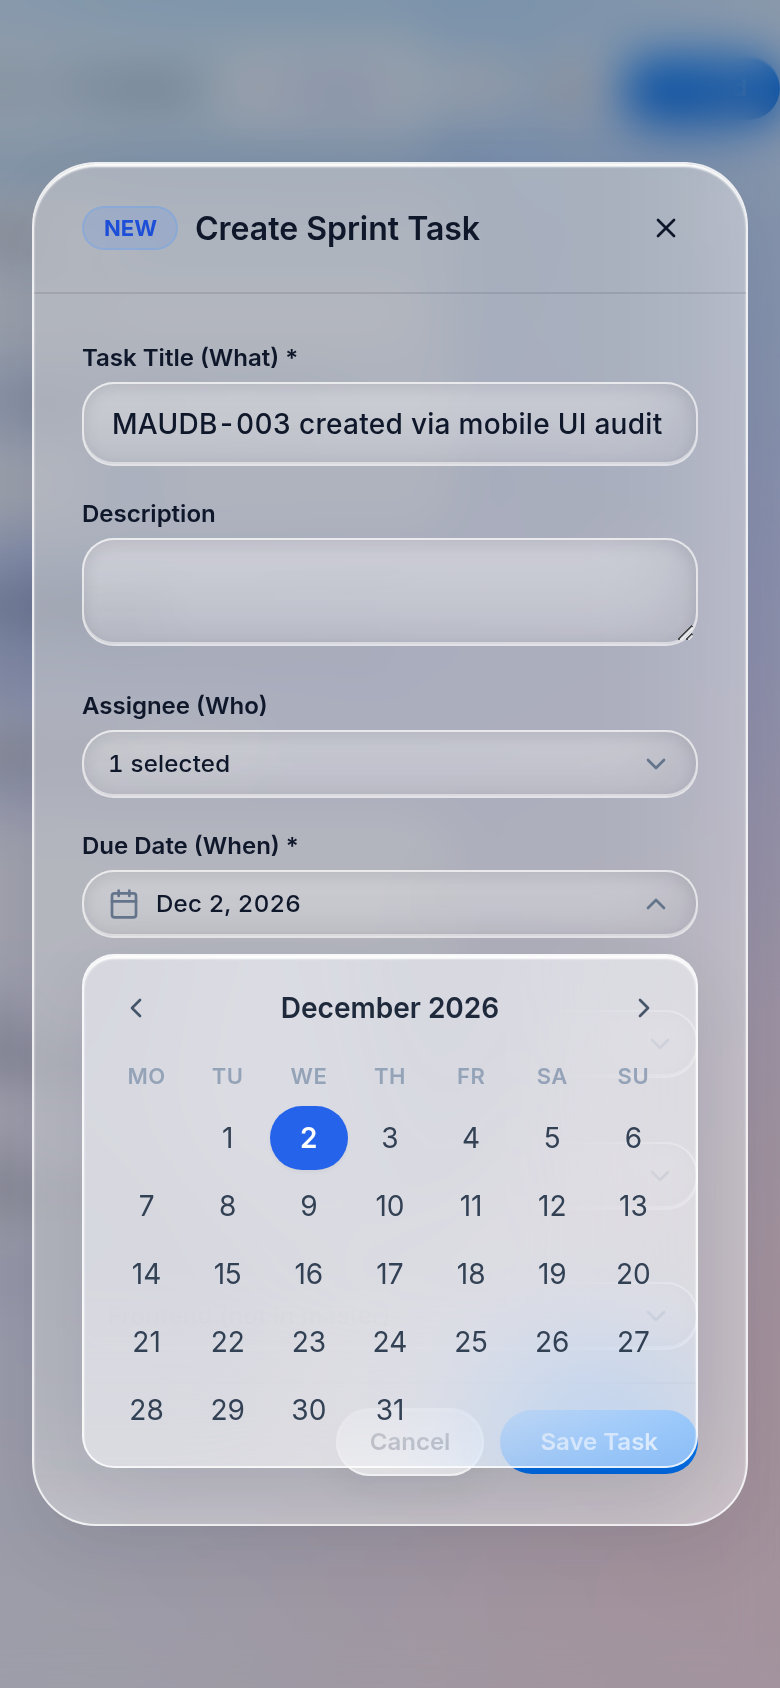 NEW Create Sprint Task
Task Title (What) *
MAUDB-003 created via mobile UI audit
Description
Assignee (Who)
1 selected
Due Date (When) *
Dec 2, 2026
December 2026
MO TU WE TH FR SA SU
1 2 3 4 5 6
7 8 9 10 11 12 13
14 15 16 17 18 19 20
21 22 23 24 25 26 27
28 29 30 31
Cancel Save Task